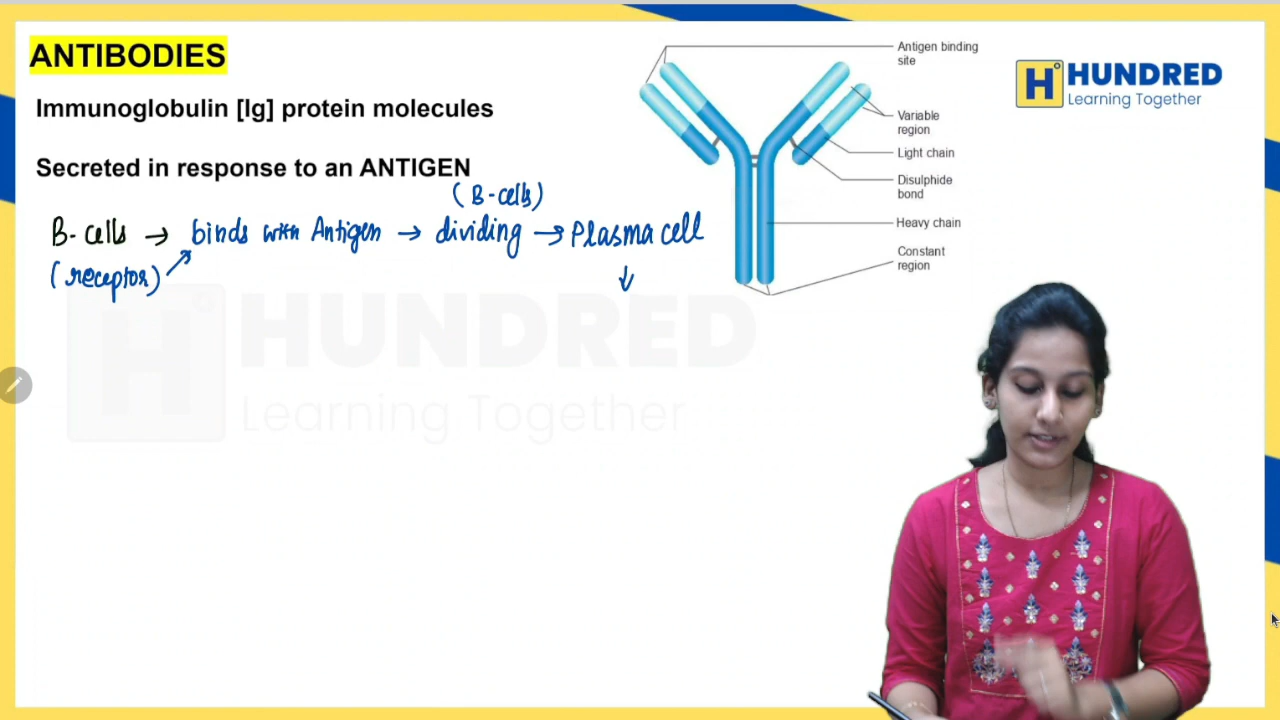 ANTIBODIES
Immunoglobulin [Ig] protein molecules
Secreted in response to an ANTIGEN
(B-cells)
B-cells → binds with Antigen → dividing → Plasma cell
(receptor)
↓
Antigen binding
site
Variable
region
Light chain
Disulphide
bond
Heavy chain
Constant
region
H° HUNDRED
Learning Together
H HUNDRED
Learning Together